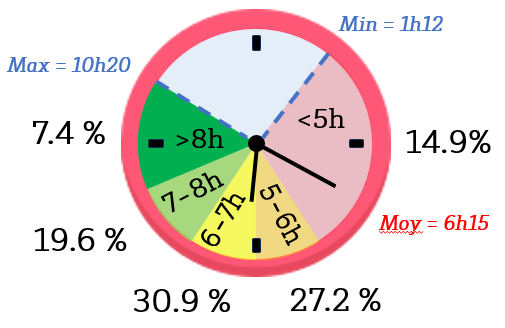 Min = 1h12
Max = 10h20
<5h
7.4 %
>8h
14.9%
7-8h
5-6h
6-7h
Moy = 6h15
19.6 %
30.9 %
27.2 %